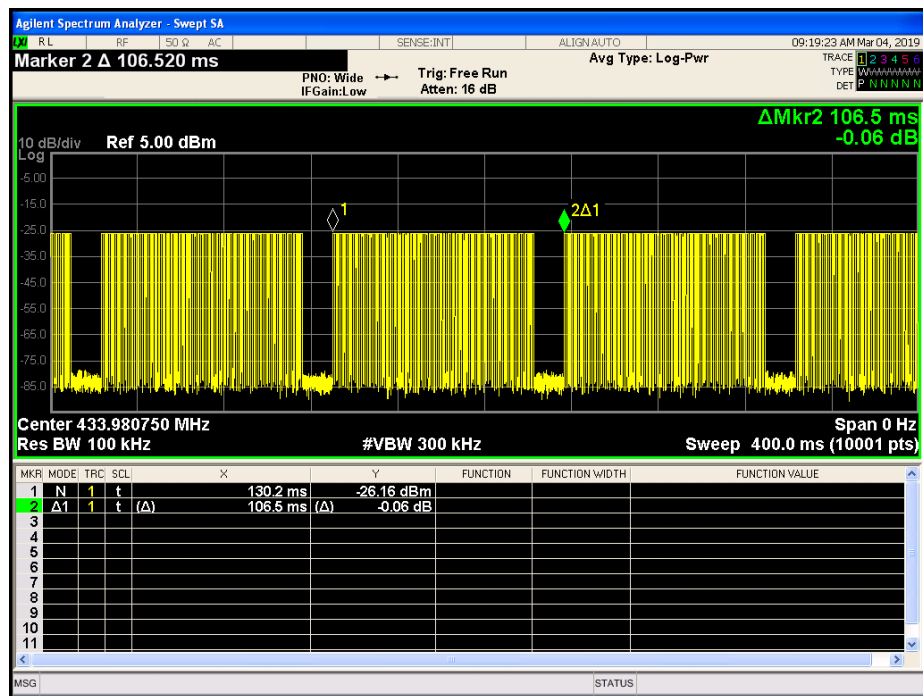 Agilent Spectrum Analyzer - Swept SA
LXI RL RF 50 Ω AC SENSE:INT ALIGN AUTO 09:19:23 AM Mar 04, 2019
Marker 2 Δ 106.520 ms
PNO: Wide Trig: Free Run Avg Type: Log-Pwr TRACE 1 2 3 4 5 6
IFGain:Low Atten: 16 dB TYPE W
DET P N N N N N
ΔMkr2 106.5 ms
-0.06 dB
10 dB/div Ref 5.00 dBm
Log
-5.00
-15.0
-25.0
-35.0
-45.0
-55.0
-65.0
-75.0
-85.0
1
2Δ1
Center 433.980750 MHz Span 0 Hz
Res BW 100 kHz #VBW 300 kHz Sweep 400.0 ms (10001 pts)
MKR MODE TRC SCL X Y FUNCTION FUNCTION WIDTH FUNCTION VALUE
1 N 1 t 130.2 ms -26.16 dBm
2 Δ1 1 t (Δ) 106.5 ms (Δ) -0.06 dB
3
4
5
6
7
8
9
10
11
MSG STATUS